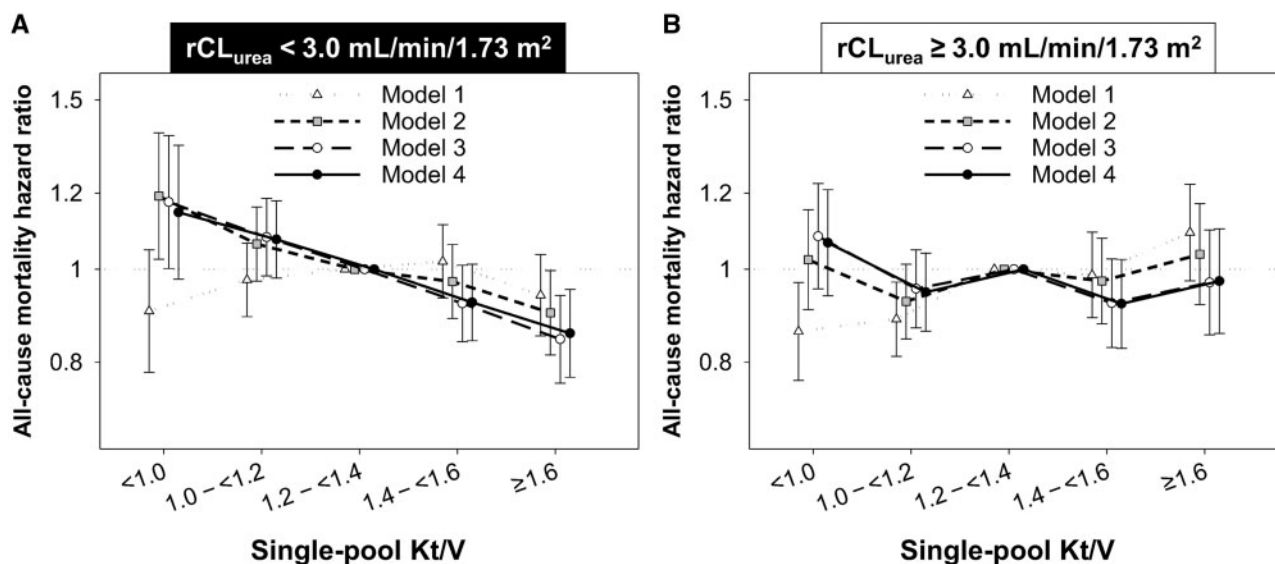 A
rCLurea < 3.0 mL/min/1.73 m²
All-cause mortality hazard ratio
1.5
1.2
1
0.8
Model 1
Model 2
Model 3
Model 4
<1.0
1.0 – <1.2
1.2 – <1.4
1.4 – <1.6
≥1.6
Single-pool Kt/V
B
rCLurea ≥ 3.0 mL/min/1.73 m²
All-cause mortality hazard ratio
1.5
1.2
1
0.8
Model 1
Model 2
Model 3
Model 4
<1.0
1.0 – <1.2
1.2 – <1.4
1.4 – <1.6
≥1.6
Single-pool Kt/V